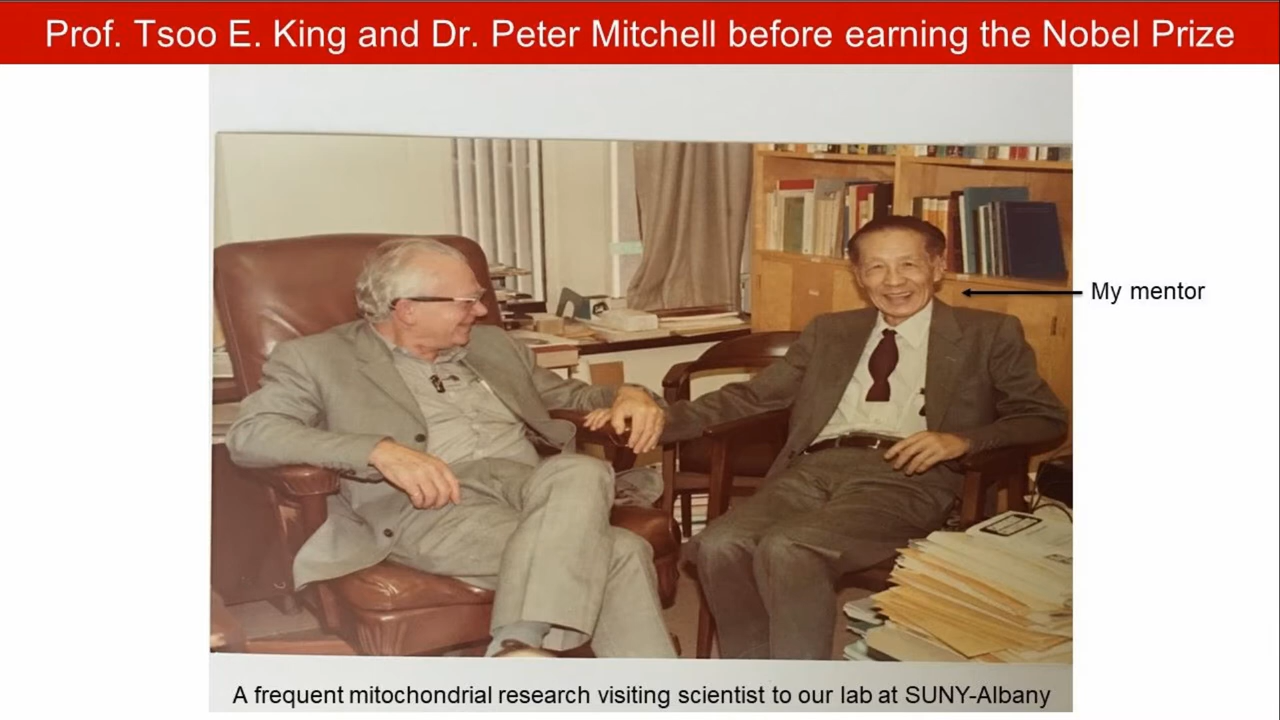 Prof. Tsoo E. King and Dr. Peter Mitchell before earning the Nobel Prize
My mentor
A frequent mitochondrial research visiting scientist to our lab at SUNY-Albany